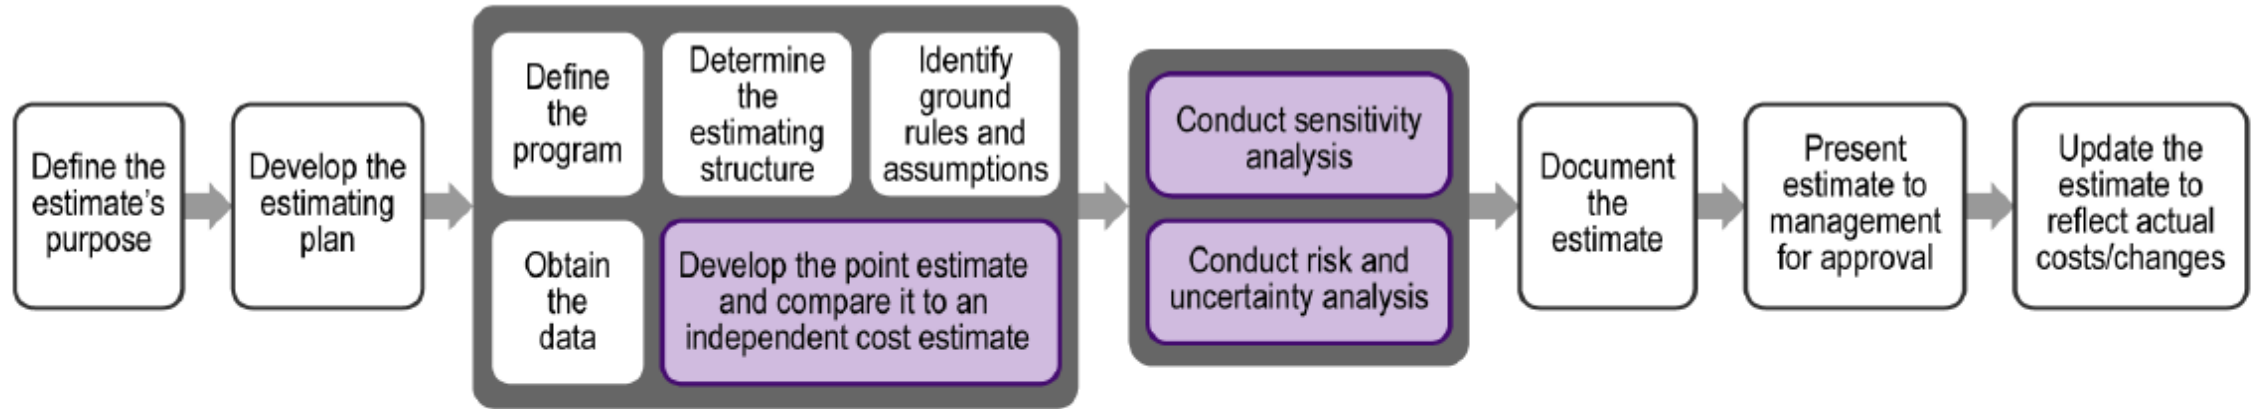 Define the
estimate's
purpose
Develop the
estimating
plan
Define
the
program
Determine
the
estimating
structure
Identify
ground
rules and
assumptions
Obtain
the
data
Develop the point estimate
and compare it to an
independent cost estimate
Conduct sensitivity
analysis
Conduct risk and
uncertainty analysis
Document
the
estimate
Present
estimate to
management
for approval
Update the
estimate to
reflect actual
costs/changes